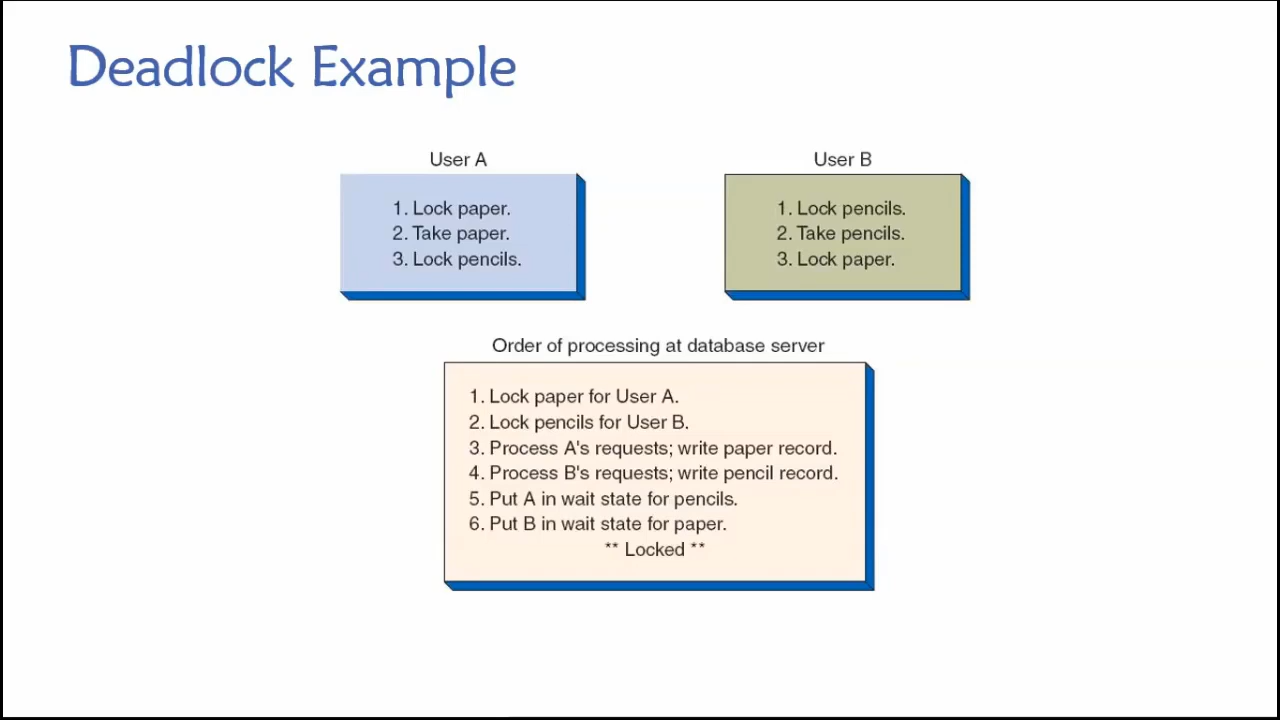 Deadlock Example
User A
1. Lock paper.
2. Take paper.
3. Lock pencils.
User B
1. Lock pencils.
2. Take pencils.
3. Lock paper.
Order of processing at database server
1. Lock paper for User A.
2. Lock pencils for User B.
3. Process A's requests; write paper record.
4. Process B's requests; write pencil record.
5. Put A in wait state for pencils.
6. Put B in wait state for paper.
** Locked **